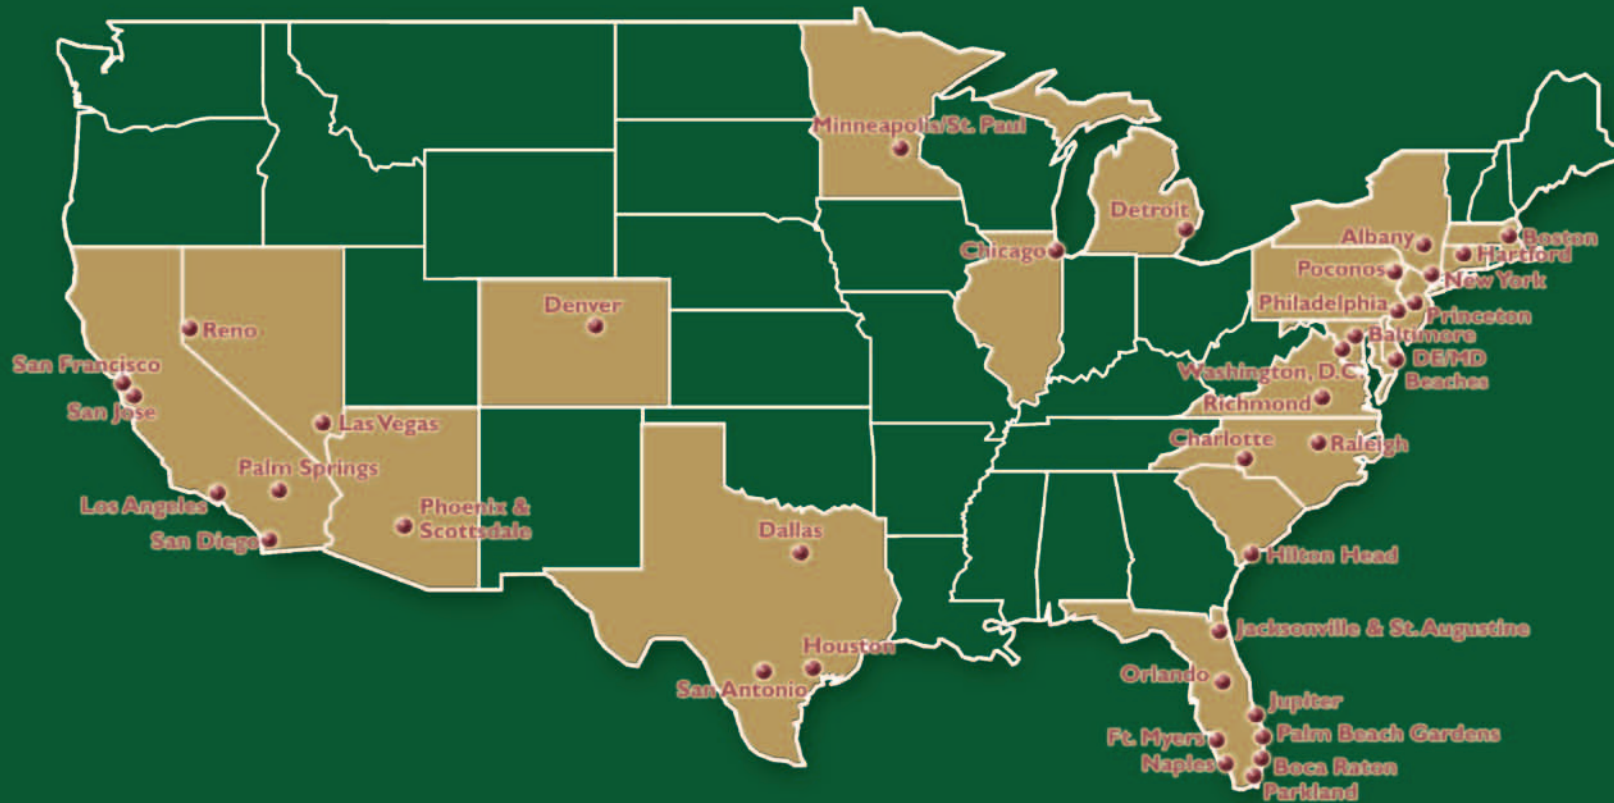 Minneapolis/St. Paul
Detroit
Chicago
Albany
Boston
Hartford
Poconos
New York
Philadelphia
Princeton
Denver
Reno
Baltimore
DE/MD
Beaches
Washington, D.C.
San Francisco
San Jose
Richmond
Las Vegas
Charlotte
Raleigh
Palm Springs
Los Angeles
Phoenix &
Scottsdale
San Diego
Dallas
Hilton Head
Jacksonville & St. Augustine
Houston
San Antonio
Orlando
Jupiter
Palm Beach Gardens
Ft. Myers
Naples
Boca Raton
Parkland